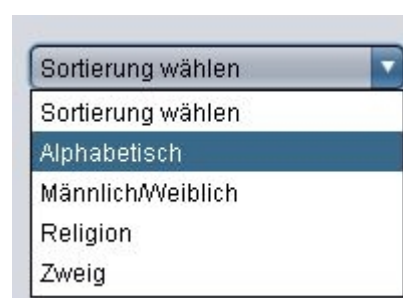 Sortierung wählen
Sortierung wählen
Alphabetisch
Männlich/Weiblich
Religion
Zweig